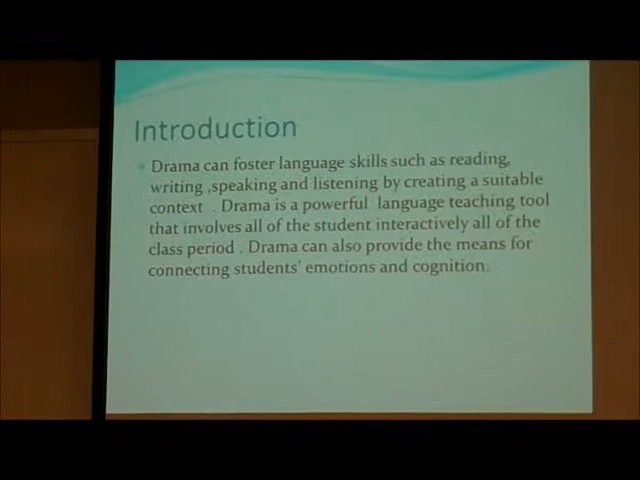 Introduction
Drama can foster language skills such as reading,
writing ,speaking and listening by creating a suitable
context . Drama is a powerful language teaching tool
that involves all of the student interactively all of the
class period . Drama can also provide the means for
connecting students' emotions and cognition.